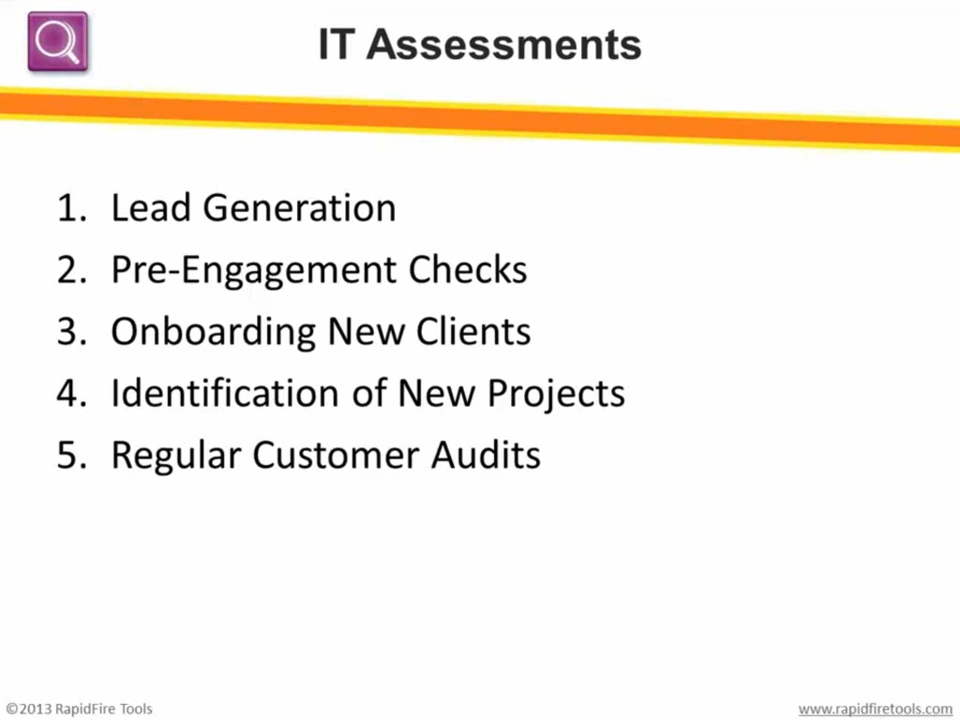 IT Assessments
1. Lead Generation
2. Pre-Engagement Checks
3. Onboarding New Clients
4. Identification of New Projects
5. Regular Customer Audits
©2013 RapidFire Tools
www.rapidfiretools.com